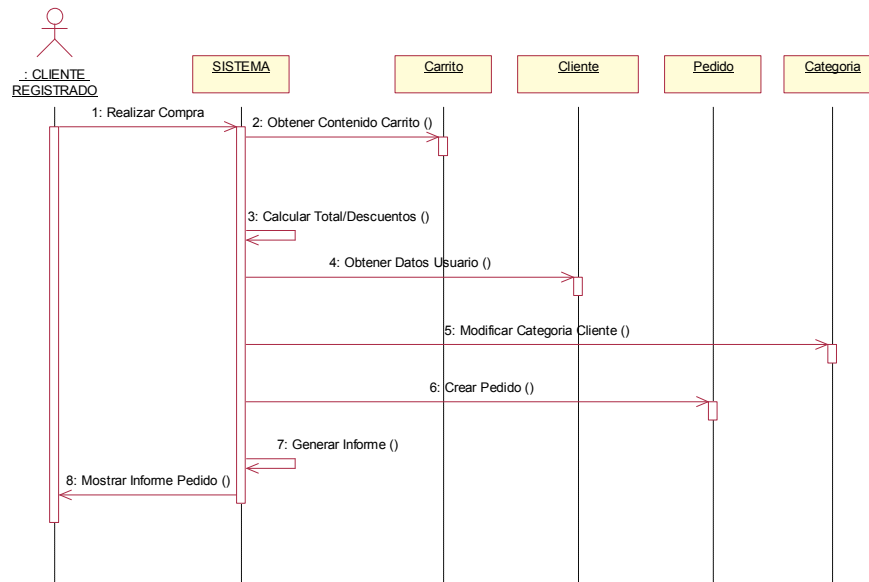 : CLIENTE
REGISTRADO
SISTEMA
Carrito
Cliente
Pedido
Categoria
1: Realizar Compra
2: Obtener Contenido Carrito ()
3: Calcular Total/Descuentos ()
4: Obtener Datos Usuario ()
5: Modificar Categoria Cliente ()
6: Crear Pedido ()
7: Generar Informe ()
8: Mostrar Informe Pedido ()